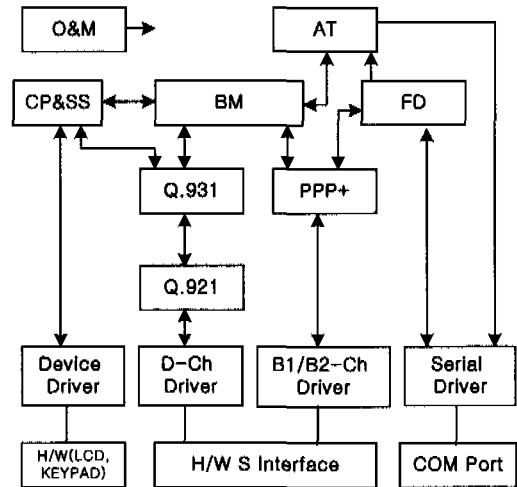 O&M
AT
CP&SS
BM
FD
Q.931
PPP+
Q.921
Device
Driver
D-Ch
Driver
B1/B2-Ch
Driver
Serial
Driver
H/W(LCD,
KEYPAD)
H/W S Interface
COM Port